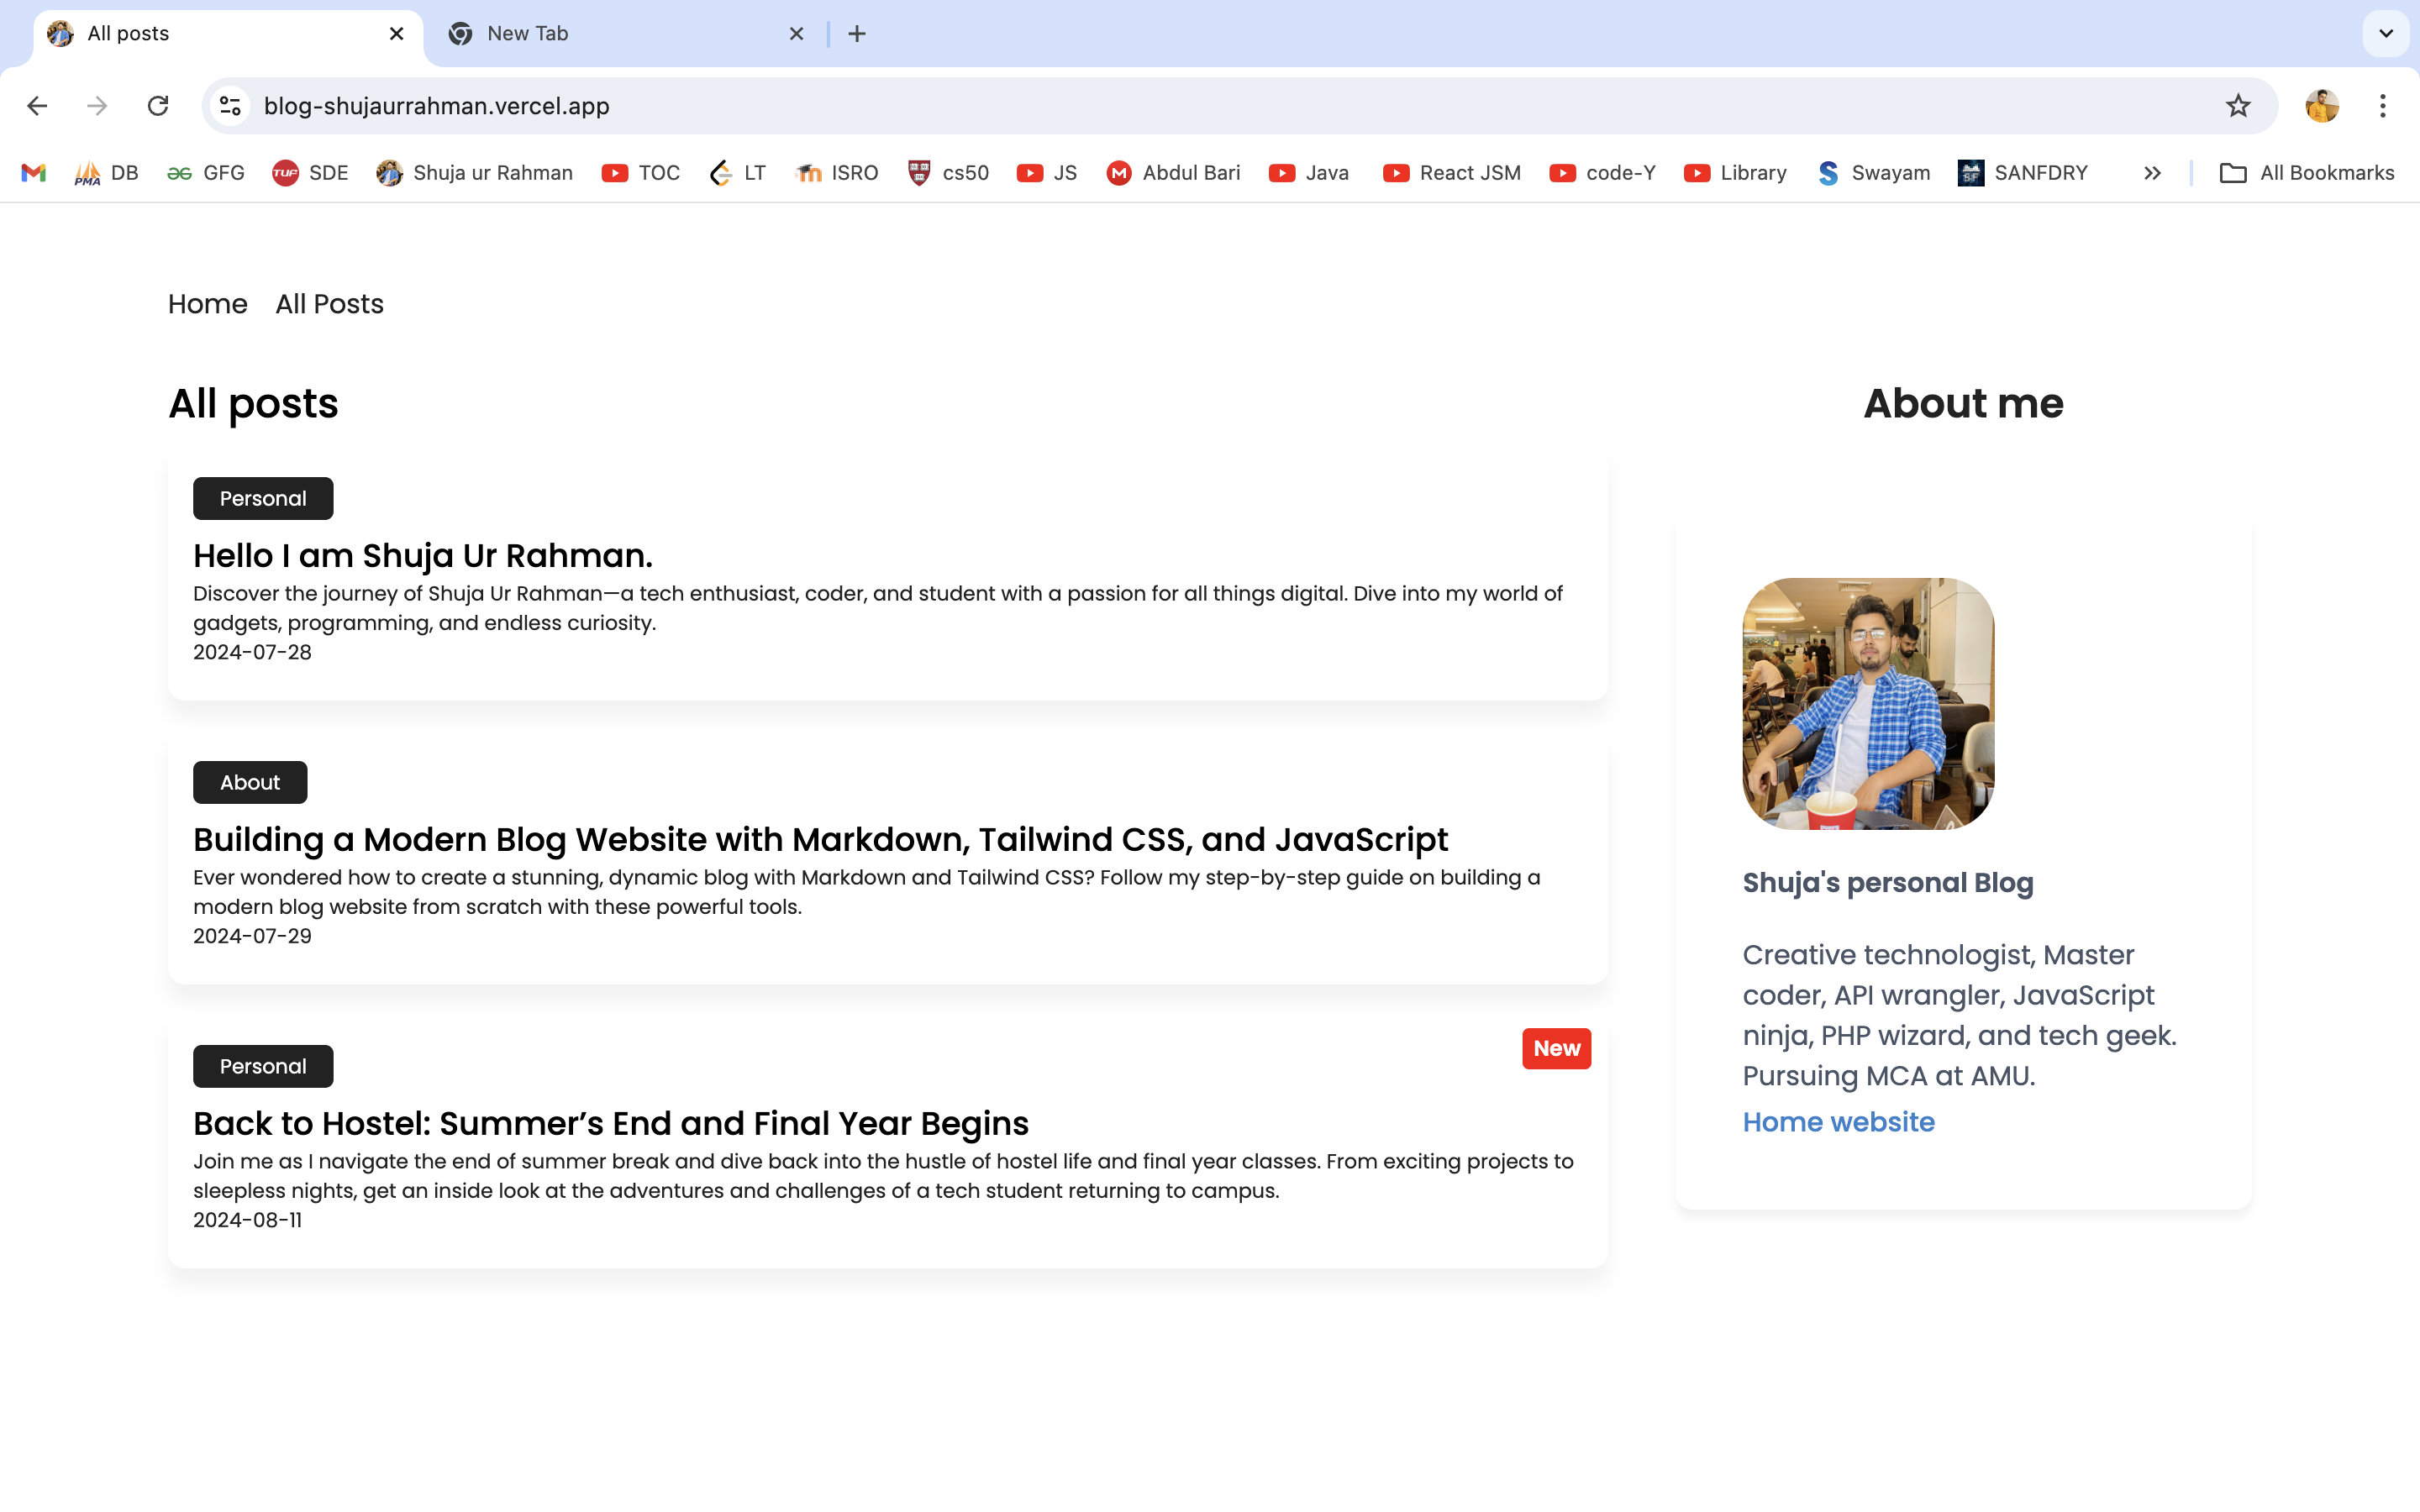 All posts
New Tab
blog-shujaurrahman.vercel.app
PMA DB GFG TUF SDE Shuja ur Rahman TOC LT ISRO cs50 JS M Abdul Bari Java React JSM code-Y Library Swayam SANFDRY All Bookmarks
Home All Posts
All posts
Personal
Hello I am Shuja Ur Rahman.
Discover the journey of Shuja Ur Rahman—a tech enthusiast, coder, and student with a passion for all things digital. Dive into my world of
gadgets, programming, and endless curiosity.
2024-07-28
About
Building a Modern Blog Website with Markdown, Tailwind CSS, and JavaScript
Ever wondered how to create a stunning, dynamic blog with Markdown and Tailwind CSS? Follow my step-by-step guide on building a
modern blog website from scratch with these powerful tools.
2024-07-29
Personal
New
Back to Hostel: Summer’s End and Final Year Begins
Join me as I navigate the end of summer break and dive back into the hustle of hostel life and final year classes. From exciting projects to
sleepless nights, get an inside look at the adventures and challenges of a tech student returning to campus.
2024-08-11
About me
Shuja's personal Blog
Creative technologist, Master
coder, API wrangler, JavaScript
ninja, PHP wizard, and tech geek.
Pursuing MCA at AMU.
Home website